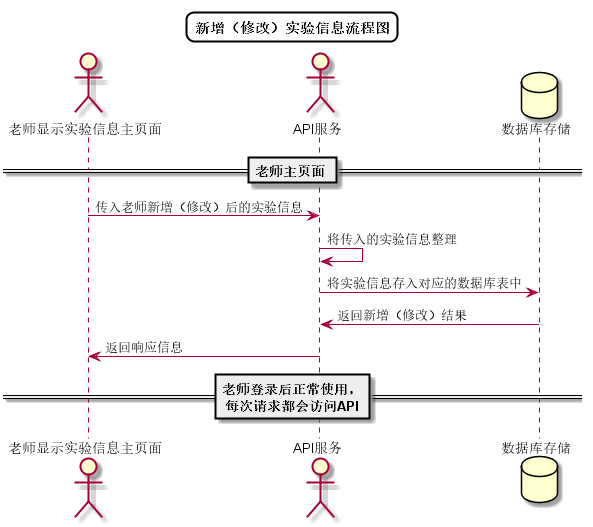 新增（修改）实验信息流程图
老师显示实验信息主页面
API服务
数据库存储
老师主页面
传入老师新增（修改）后的实验信息
将传入的实验信息整理
将实验信息存入对应的数据库表中
返回新增（修改）结果
返回响应信息
老师登录后正常使用，
每次请求都会访问API
老师显示实验信息主页面
API服务
数据库存储